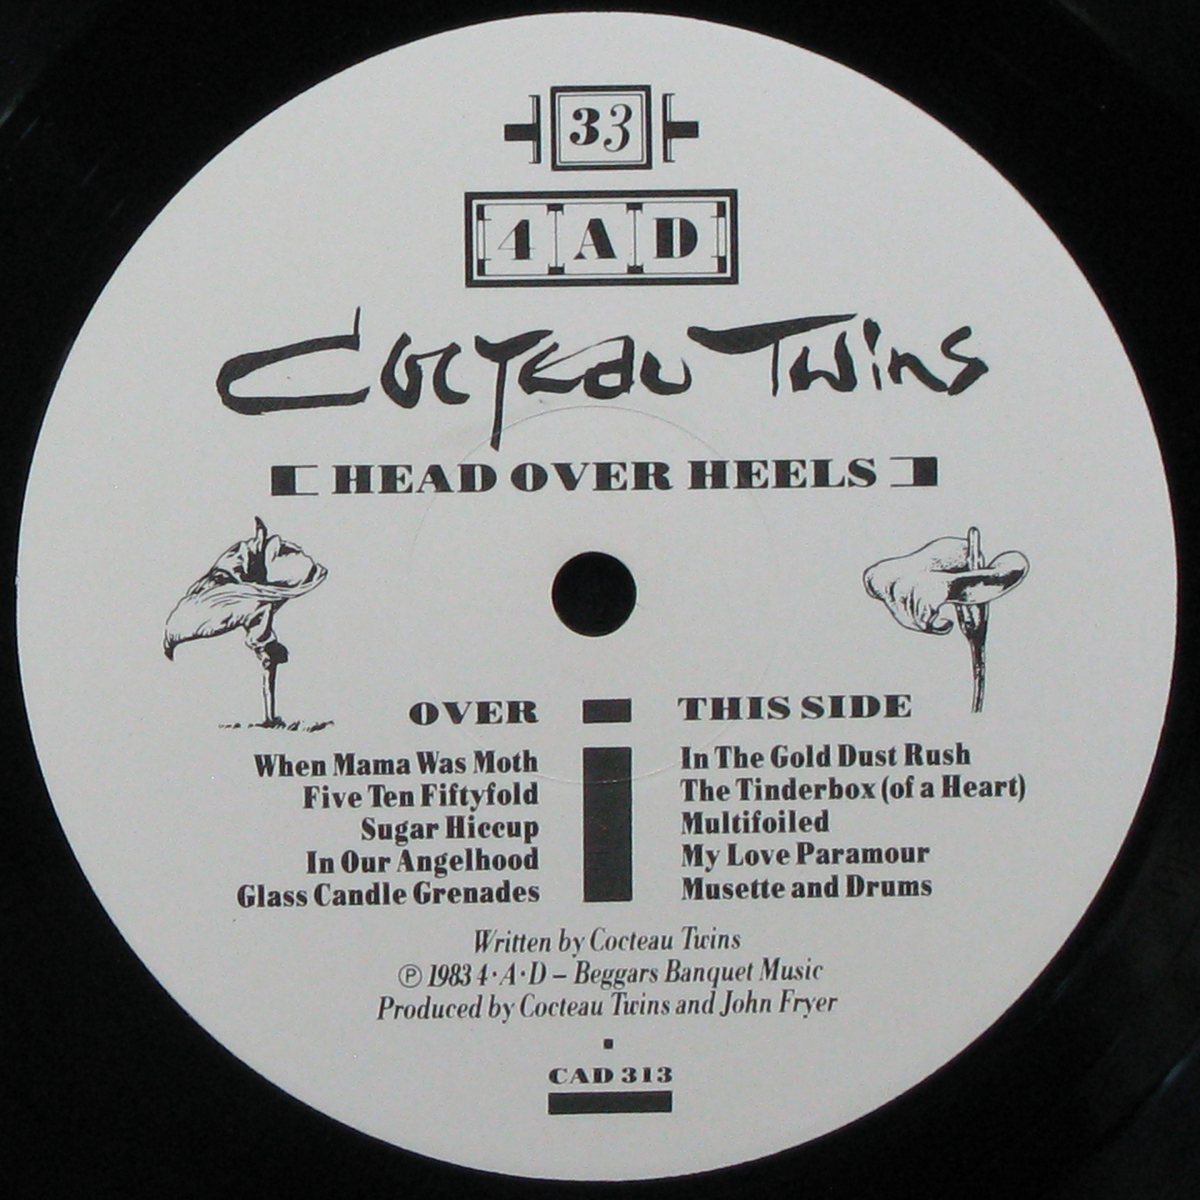 33
4AD
Cocteau Twins
HEAD OVER HEELS
OVER
When Mama Was Moth
Five Ten Fiftyfold
Sugar Hiccup
In Our Angelhood
Glass Candle Grenades
THIS SIDE
In The Gold Dust Rush
The Tinderbox (of a Heart)
Multifoiled
My Love Paramour
Musette and Drums
Written by Cocteau Twins
℗ 1983 4·A·D – Beggars Banquet Music
Produced by Cocteau Twins and John Fryer
CAD 313